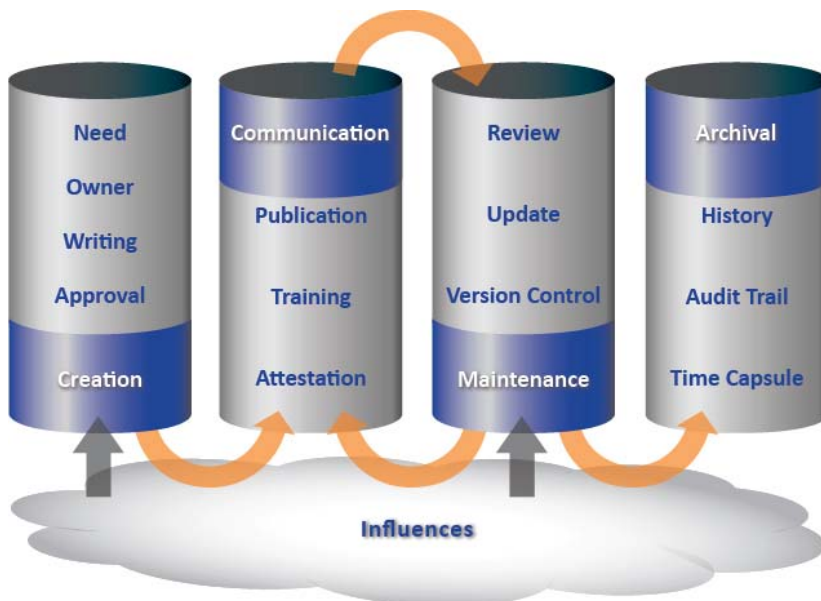 Need
Owner
Writing
Approval
Creation
Communication
Publication
Training
Attestation
Review
Update
Version Control
Maintenance
Archival
History
Audit Trail
Time Capsule
Influences